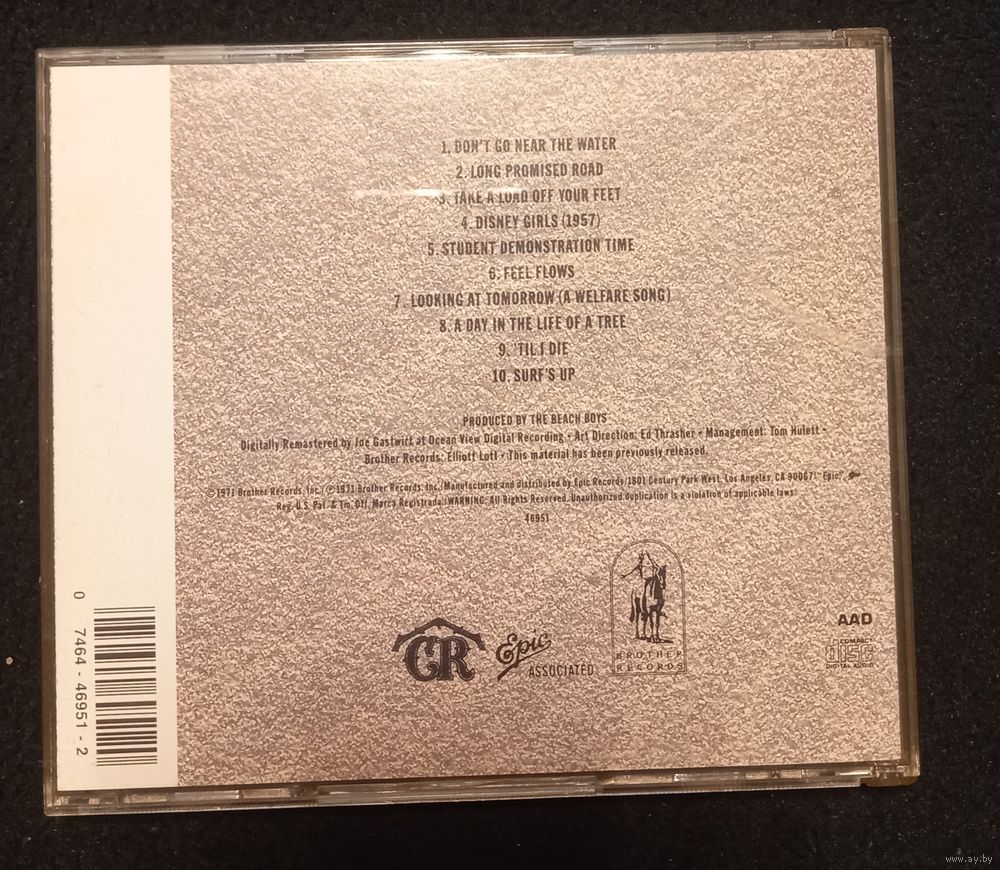 1. DON'T GO NEAR THE WATER
2. LONG PROMISED ROAD
3. TAKE A LOAD OFF YOUR FEET
4. DISNEY GIRLS (1957)
5. STUDENT DEMONSTRATION TIME
6. FEEL FLOWS
7. LOOKING AT TOMORROW (A WELFARE SONG)
8. A DAY IN THE LIFE OF A TREE
9. 'TIL I DIE
10. SURF'S UP
PRODUCED BY THE BEACH BOYS
Digitally Remastered by Joe Gastwirt at Ocean View Digital Recording • Art Direction: Ed Thrasher • Management: Tom Hulett •
Brother Records: Elliott Lott • This material has been previously released.
© 1971 Brother Records, Inc./ ℗ 1971 Brother Records, Inc./Manufactured and distributed by Epic Records/1801 Century Park West, Los Angeles, CA 90067/"Epic,"
Reg. U.S. Pat. & Tm. Off. Marca Registrada./WARNING: All Rights Reserved. Unauthorized duplication is a violation of applicable laws.
46951
CR
Epic
ASSOCIATED
BROTHER
RECORDS
AAD
COMPACT
disc
DIGITAL AUDIO
0 7464 - 46951 - 2
www.ay.by